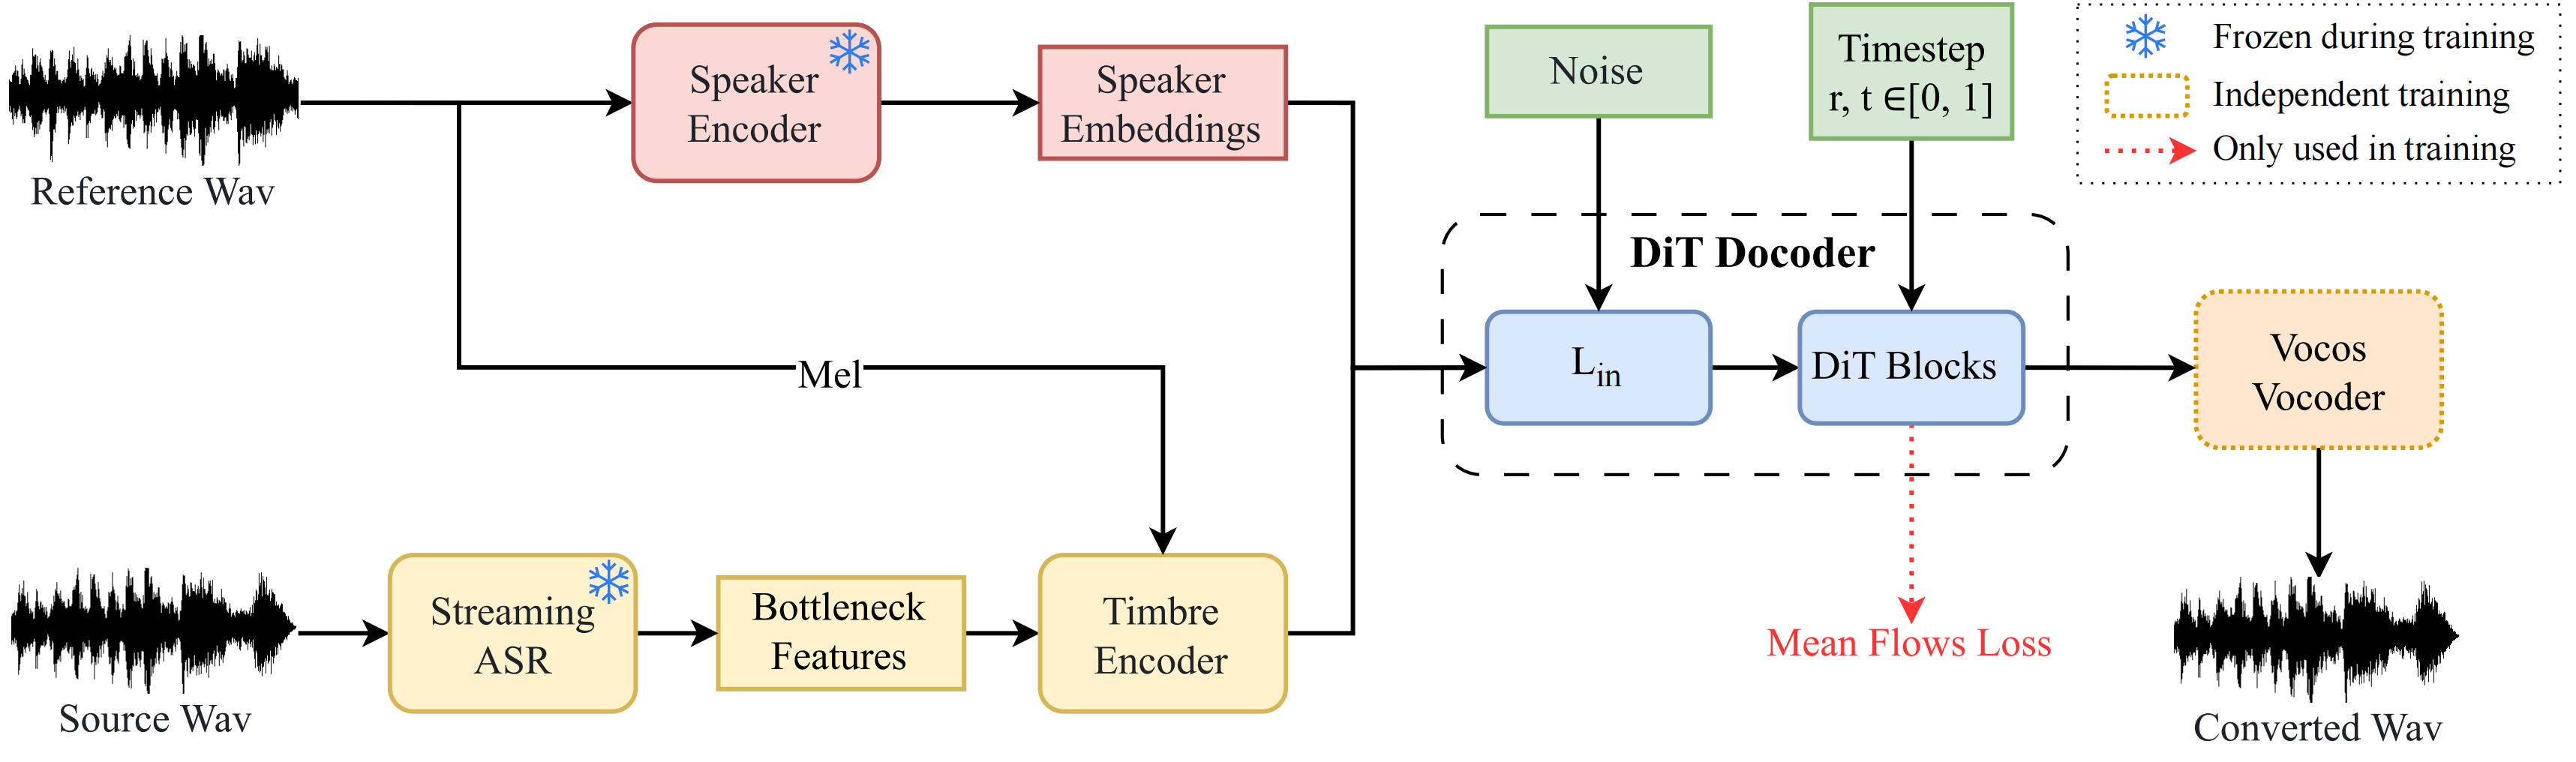 Reference Wav
Speaker
Encoder
Speaker
Embeddings
Noise
Timestep
r, t ∈[0, 1]
Frozen during training
Independent training
Only used in training
Mel
DiT Docoder
L_in
DiT Blocks
Vocos
Vocoder
Source Wav
Streaming
ASR
Bottleneck
Features
Timbre
Encoder
Mean Flows Loss
Converted Wav